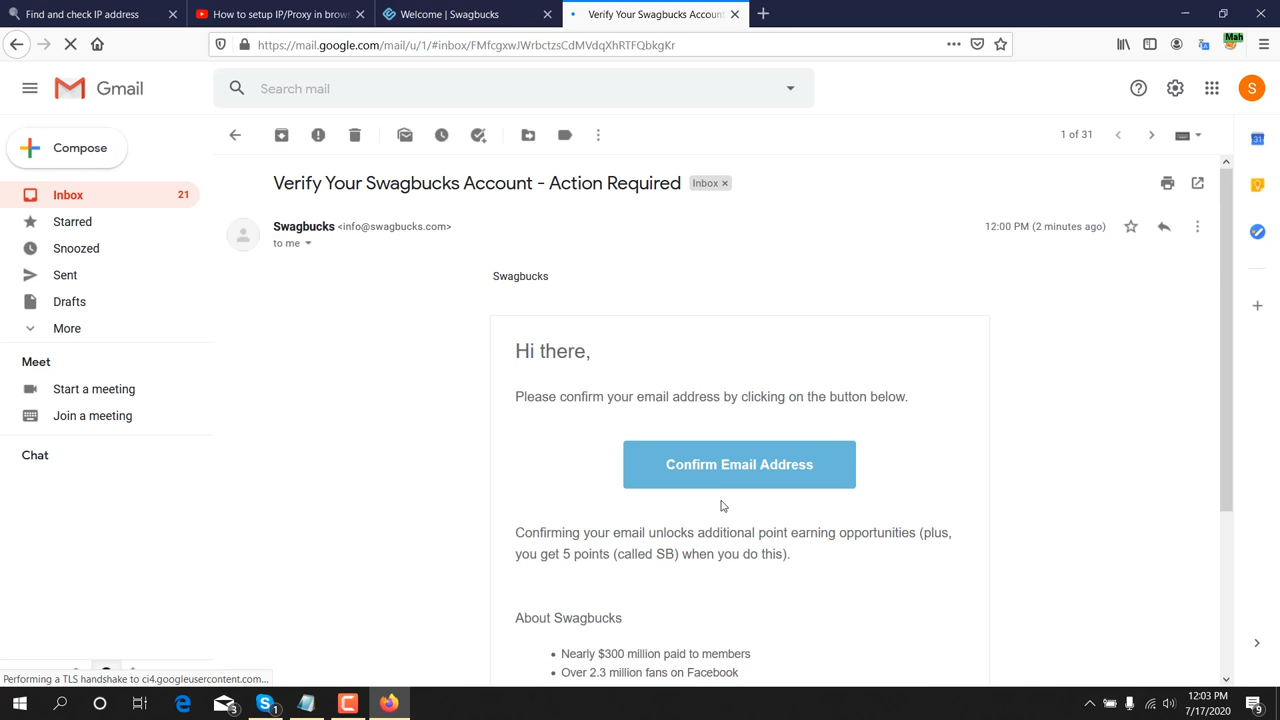 Find and check IP address
How to setup IP/Proxy in brow
Welcome | Swagbucks
Verify Your Swagbucks Account
https://mail.google.com/mail/u/1/#inbox/FMfcgxwJWrbctzsCdMVdqXhRTFQbkgKr
Mah
Gmail
Search mail
S
Compose
1 of 31
Inbox 21
Starred
Snoozed
Sent
Drafts
More
Meet
Start a meeting
Join a meeting
Chat
Verify Your Swagbucks Account - Action Required
Inbox
Swagbucks <info@swagbucks.com>
12:00 PM (2 minutes ago)
to me
Swagbucks
Hi there,
Please confirm your email address by clicking on the button below.
Confirm Email Address
Confirming your email unlocks additional point earning opportunities (plus,
you get 5 points (called SB) when you do this).
About Swagbucks
Nearly $300 million paid to members
Over 2.3 million fans on Facebook
31
Performing a TLS handshake to ci4.googleusercontent.com...
3
1
12:03 PM
7/17/2020
9